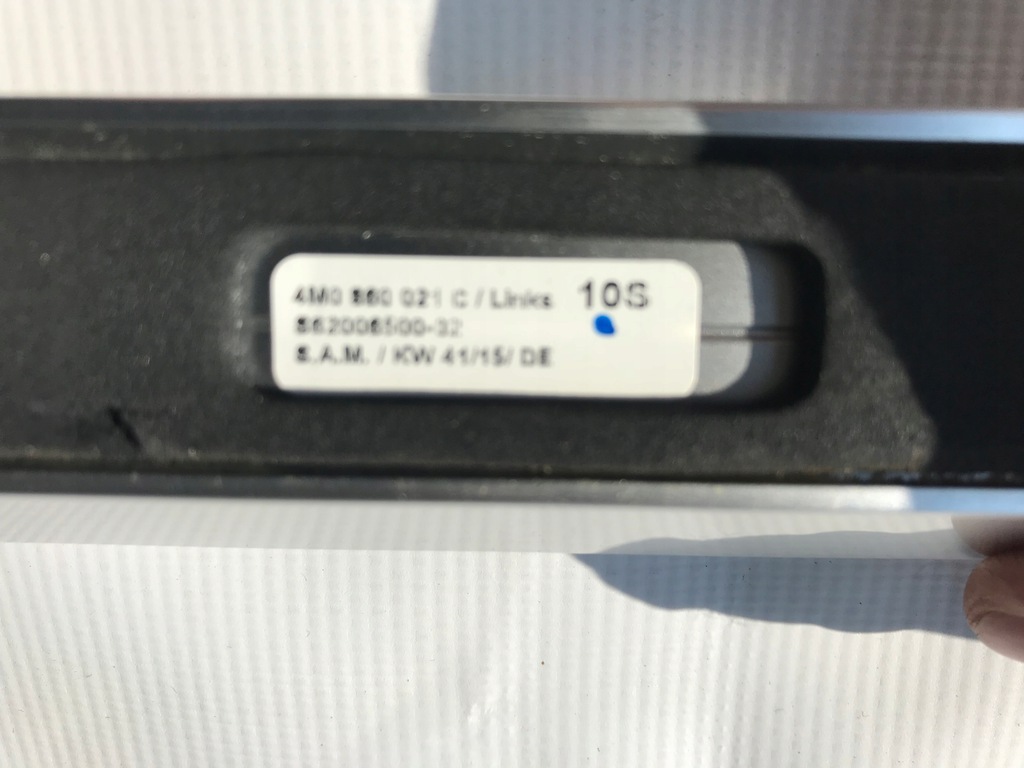 4M0 860 021 C / Links 10S
862006500-32
S.A.M. / KW 41/15/ DE